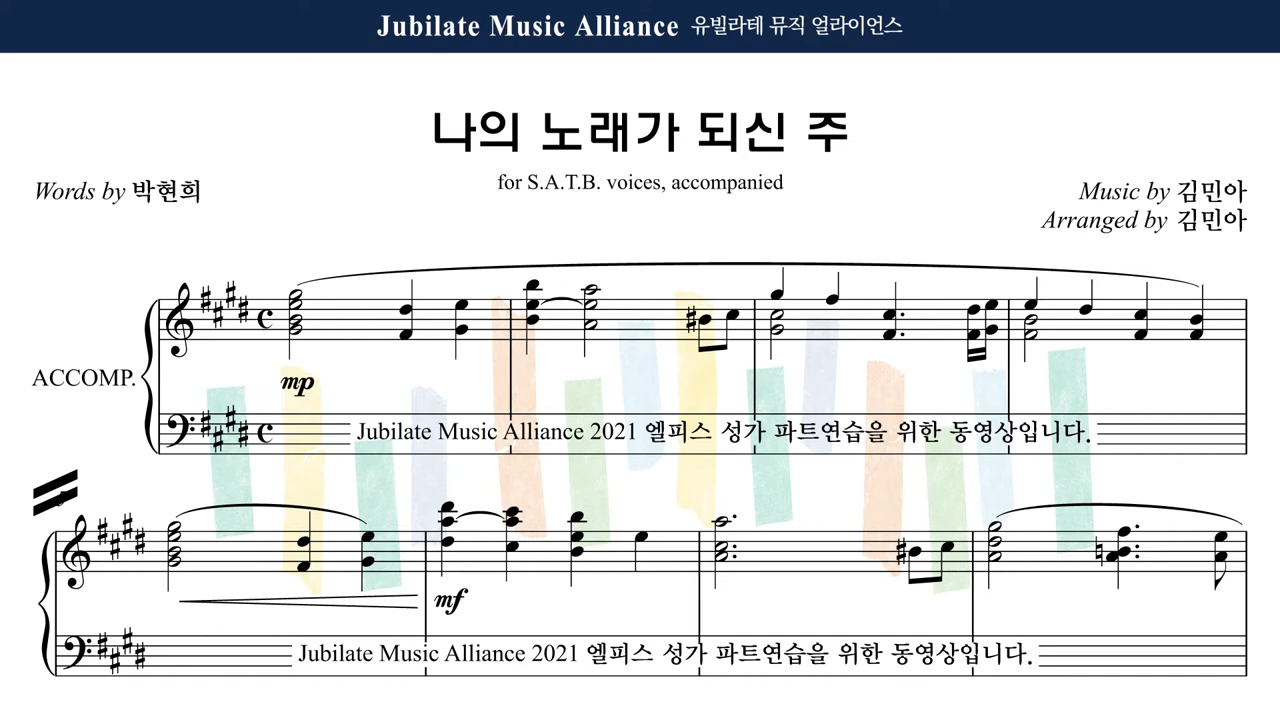 Jubilate Music Alliance 유빌라테 뮤직 얼라이언스
나의 노래가 되신 주
for S.A.T.B. voices, accompanied
Words by 박현희
Music by 김민아
Arranged by 김민아
ACCOMP.
mp
Jubilate Music Alliance 2021 엘피스 성가 파트연습을 위한 동영상입니다.
mf
Jubilate Music Alliance 2021 엘피스 성가 파트연습을 위한 동영상입니다.